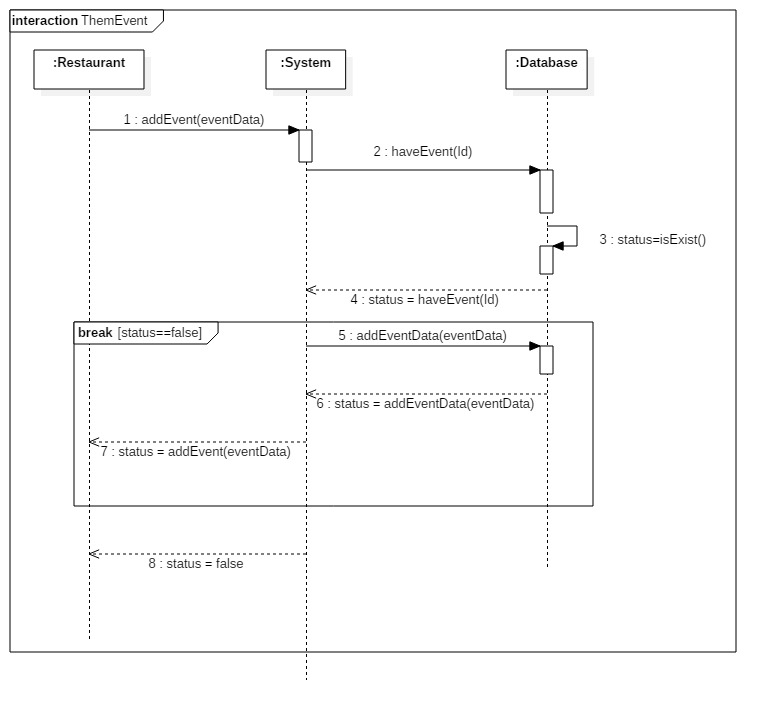 interaction ThemEvent
:Restaurant
:System
:Database
1 : addEvent(eventData)
2 : haveEvent(Id)
3 : status=isExist()
4 : status = haveEvent(Id)
break [status==false]
5 : addEventData(eventData)
6 : status = addEventData(eventData)
7 : status = addEvent(eventData)
8 : status = false